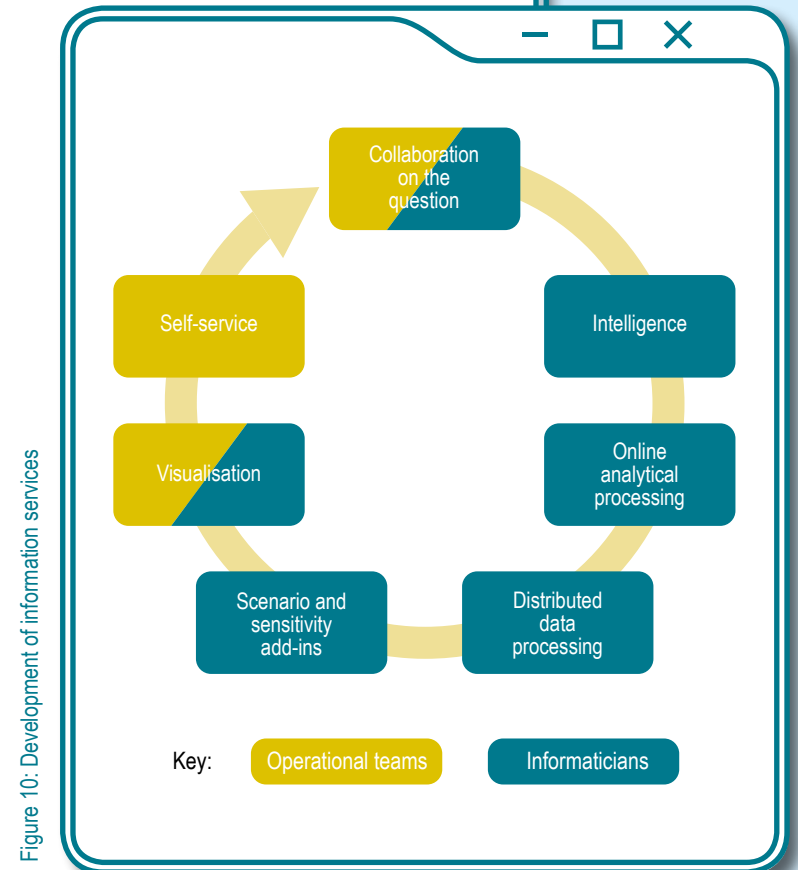 Collaboration
on the
question
Intelligence
Online
analytical
processing
Distributed
data
processing
Scenario and
sensitivity
add-ins
Visualisation
Self-service
Key:
Operational teams
Informaticians
Figure 10: Development of information services